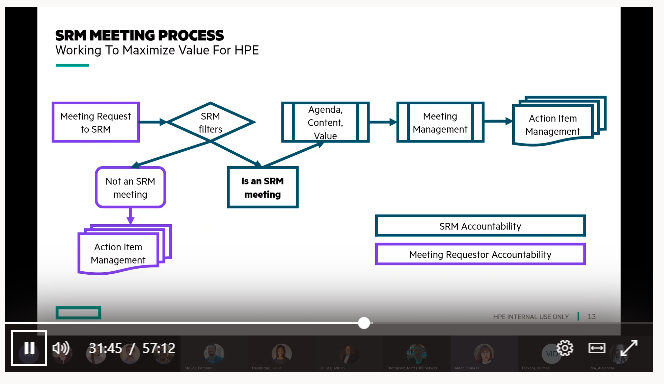 SRM MEETING PROCESS
Working To Maximize Value For HPE
Meeting Request
to SRM
SRM
filters
Agenda,
Content,
Value
Meeting
Management
Action Item
Management
Not an SRM
meeting
Is an SRM
meeting
Action Item
Management
SRM Accountability
Meeting Requestor Accountability
HPE INTERNAL USE ONLY
13
31:45 / 57:12